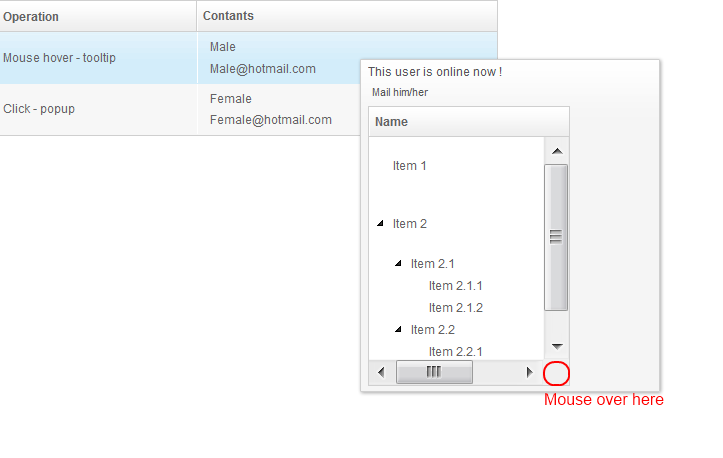 Operation Contants
Mouse hover - tooltip
Male
Male@hotmail.com
Click - popup
Female
Female@hotmail.com
This user is online now !
Mail him/her
Name
Item 1
Item 2
Item 2.1
Item 2.1.1
Item 2.1.2
Item 2.2
Item 2.2.1
Mouse over here